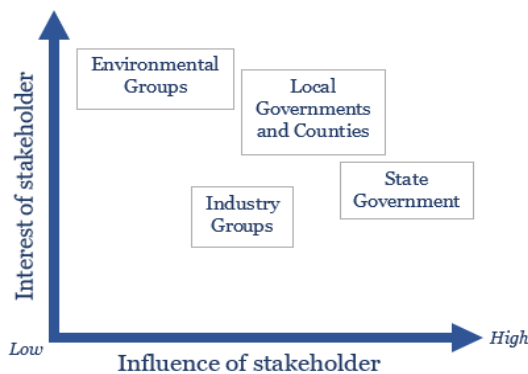 Environmental
Groups
Local
Governments
and Counties
State
Government
Industry
Groups
Interest of stakeholder
Low
Influence of stakeholder
High